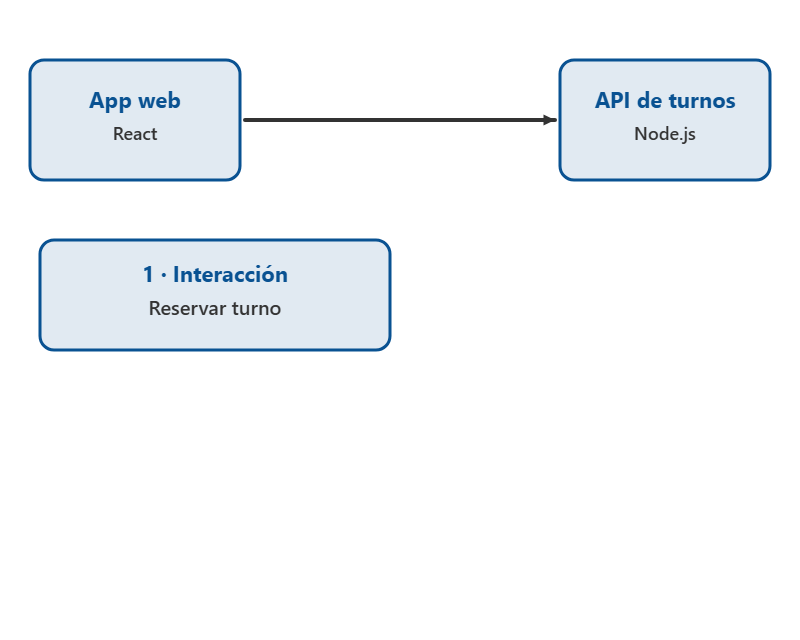 App web
React
API de turnos
Node.js
1 · Interacción
Reservar turno